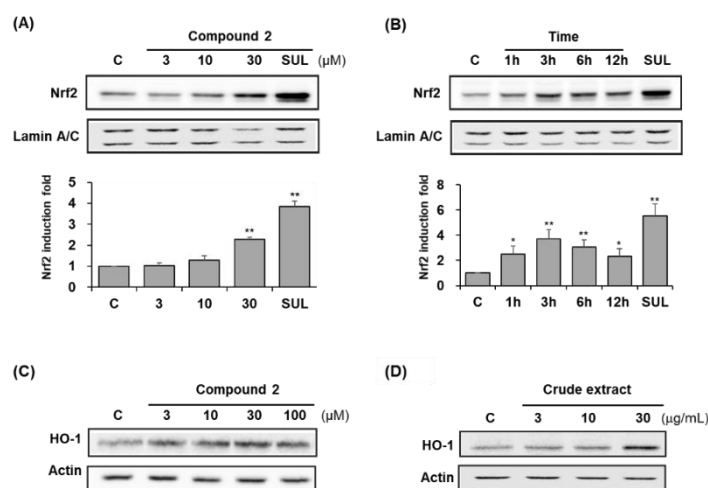 (A)
Compound 2
C 3 10 30 SUL (μM)
Nrf2
Lamin A/C
Nrf2 induction fold
5
4
3
2
1
0
** **
C 3 10 30 SUL
(B)
Time
C 1h 3h 6h 12h SUL
Nrf2
Lamin A/C
Nrf2 induction fold
8
6
4
2
0
* ** ** * **
C 1h 3h 6h 12h SUL
(C)
Compound 2
C 3 10 30 100 (μM)
HO-1
Actin
(D)
Crude extract
C 3 10 30 (μg/mL)
HO-1
Actin